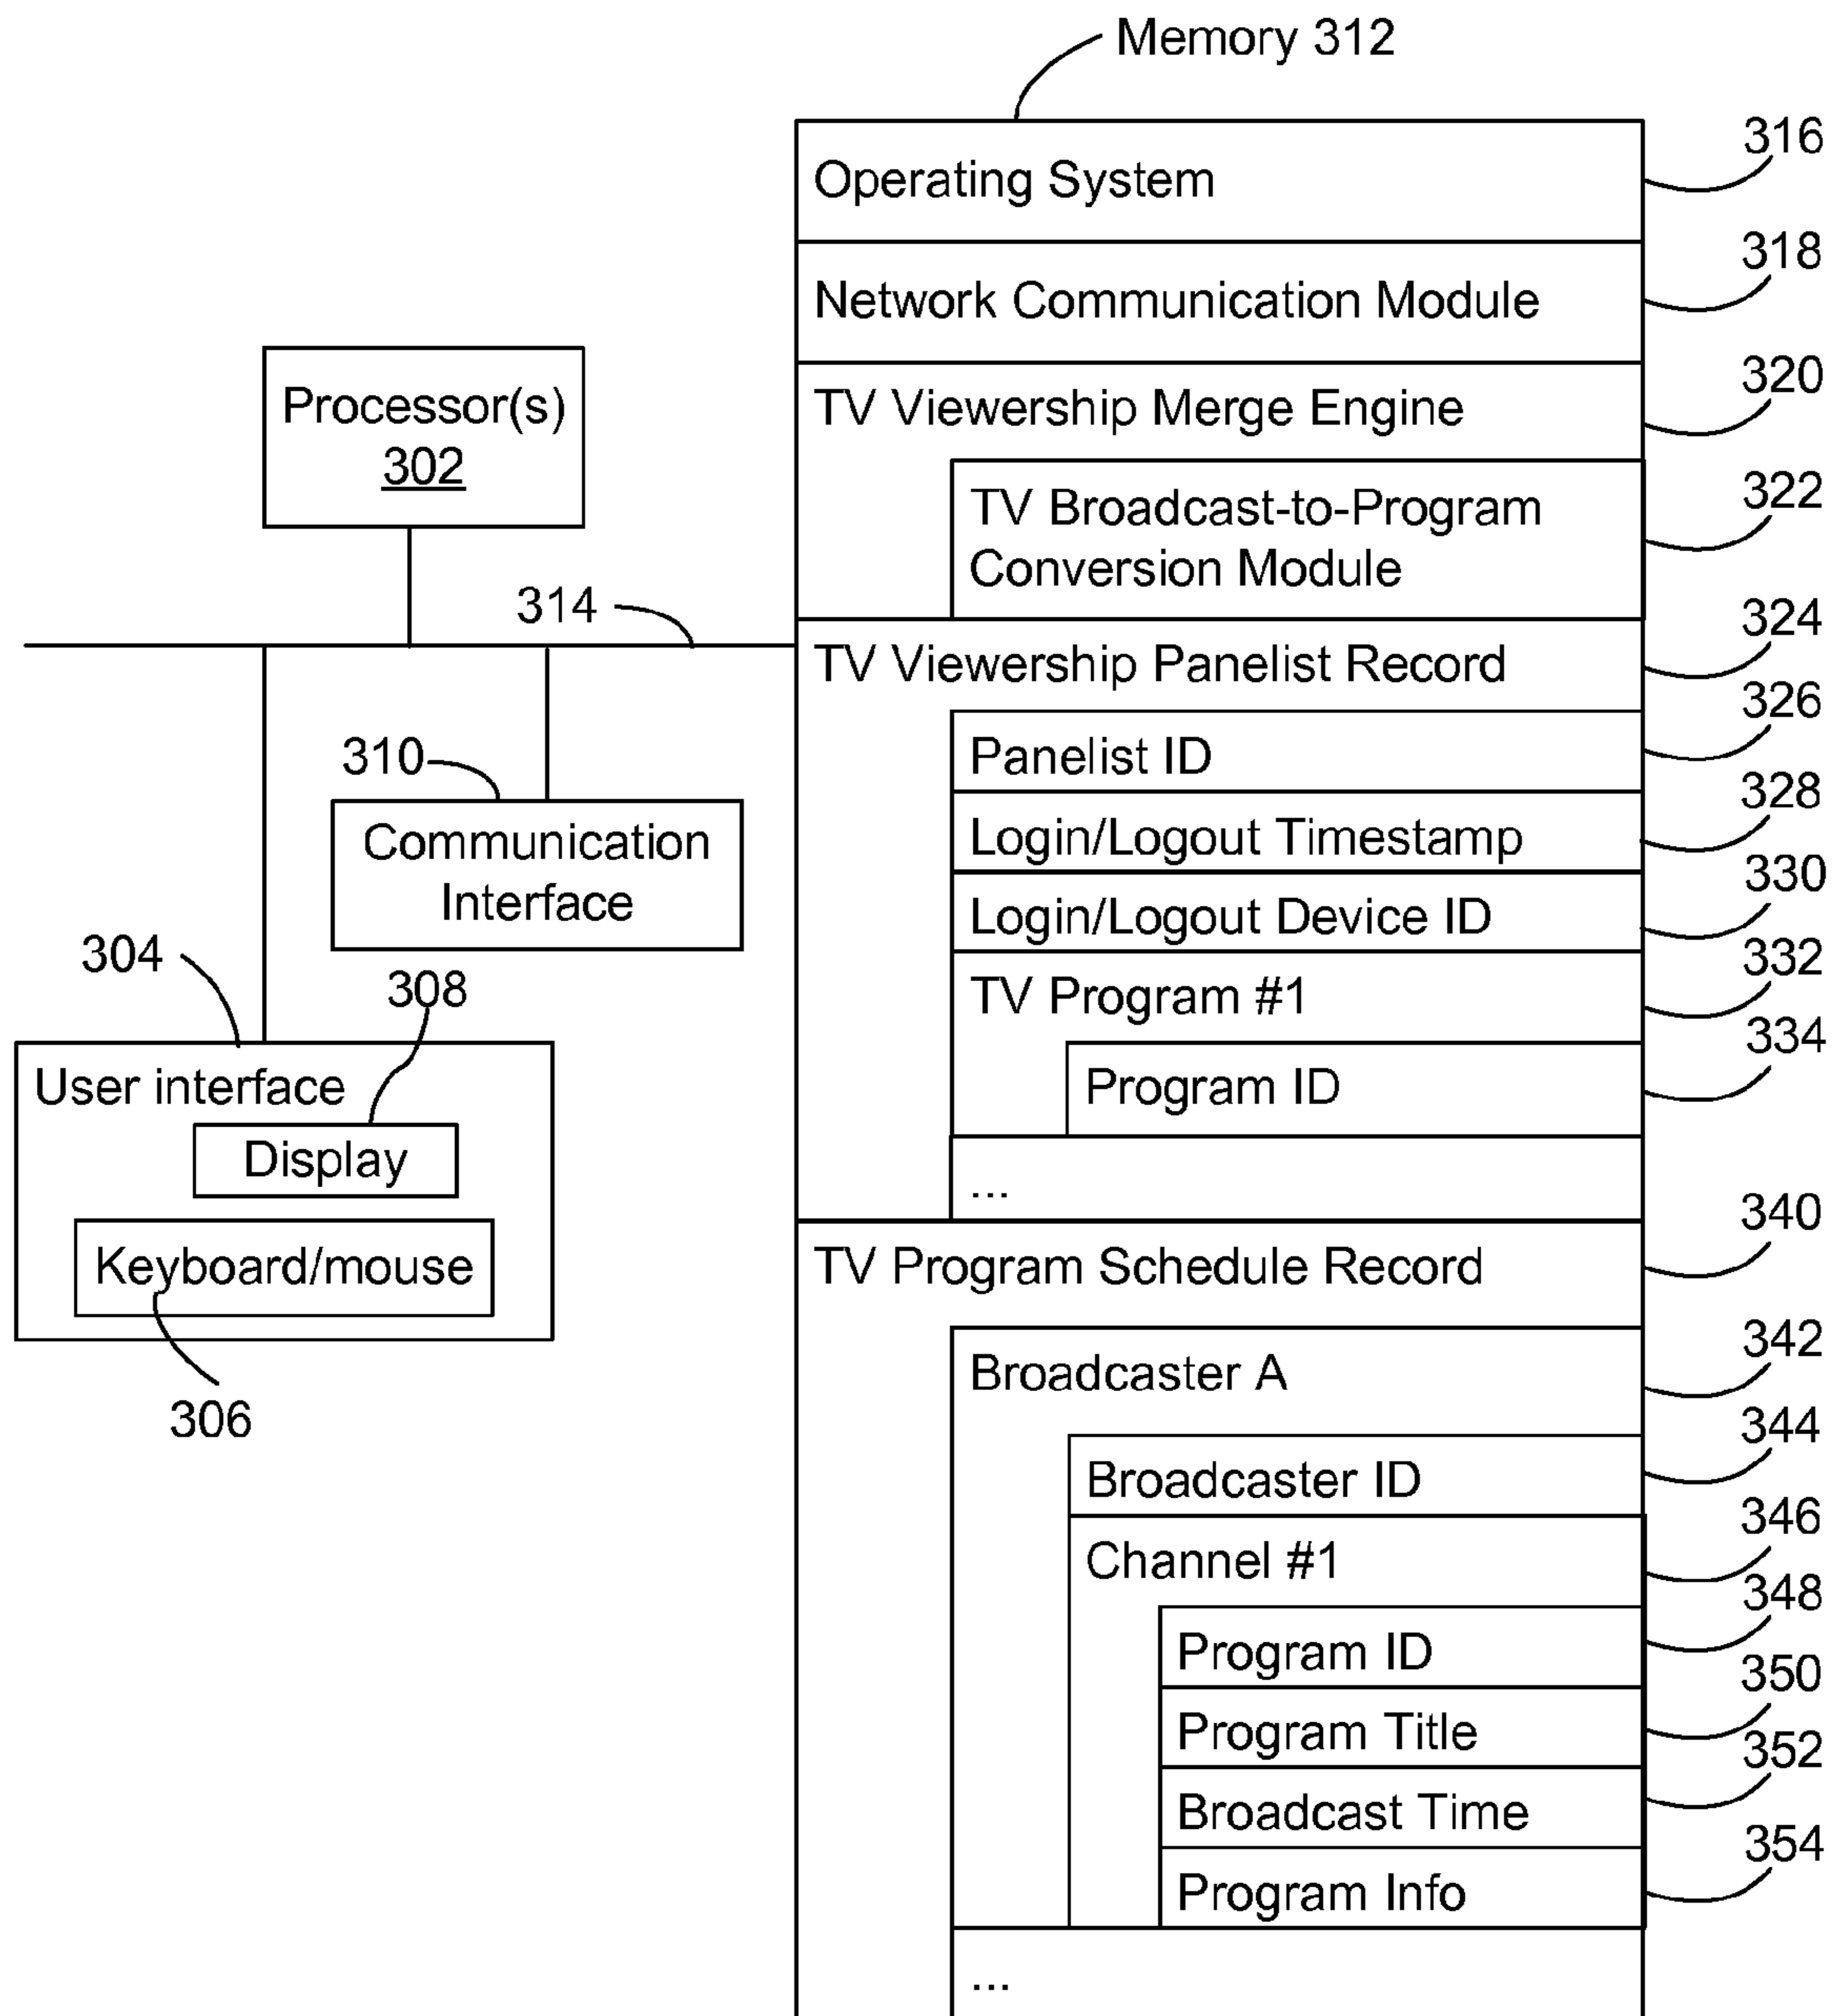 Memory 312
Operating System
316
Network Communication Module
318
TV Viewership Merge Engine
320
TV Broadcast-to-Program
Conversion Module
322
TV Viewership Panelist Record
324
Panelist ID
326
Login/Logout Timestamp
328
Login/Logout Device ID
330
TV Program #1
332
Program ID
334
...
TV Program Schedule Record
340
Broadcaster A
342
Broadcaster ID
344
Channel #1
346
Program ID
348
Program Title
350
Broadcast Time
352
Program Info
354
...
Processor(s)
302
314
310
Communication
Interface
304
User interface
308
Display
Keyboard/mouse
306